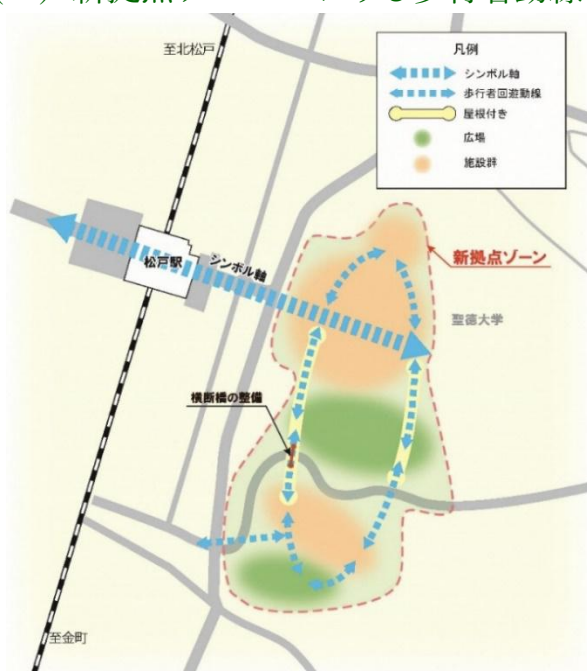 至北松戸
凡例
シンボル軸
歩行者回遊動線
屋根付き
広場
施設群
松戸駅
シンボル軸
新拠点ゾーン
聖徳大学
横断橋の整備
至金町